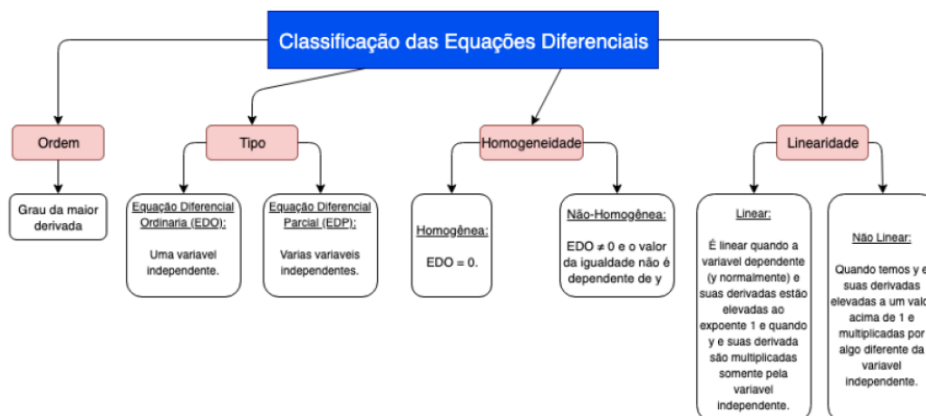 Classificação das Equações Diferenciais
Ordem
Tipo
Homogeneidade
Linearidade
Grau da maior
derivada
Equação Diferencial
Ordinaria (EDO):
Uma variavel
independente.
Equação Diferencial
Parcial (EDP):
Varias variaveis
independentes.
Homogênea:
EDO = 0.
Não-Homogênea:
EDO ≠ 0 e o valor
da igualdade não é
dependente de y
Linear:
É linear quando a
variavel dependente
(y normalmente) e
suas derivadas estão
elevadas ao
expoente 1 e quando
y e suas derivada
são multiplicadas
somente pela
variavel
independente.
Não Linear:
Quando temos y e
suas derivadas
elevadas a um valo
acima de 1 e
multiplicadas por
algo diferente da
variavel
independente.